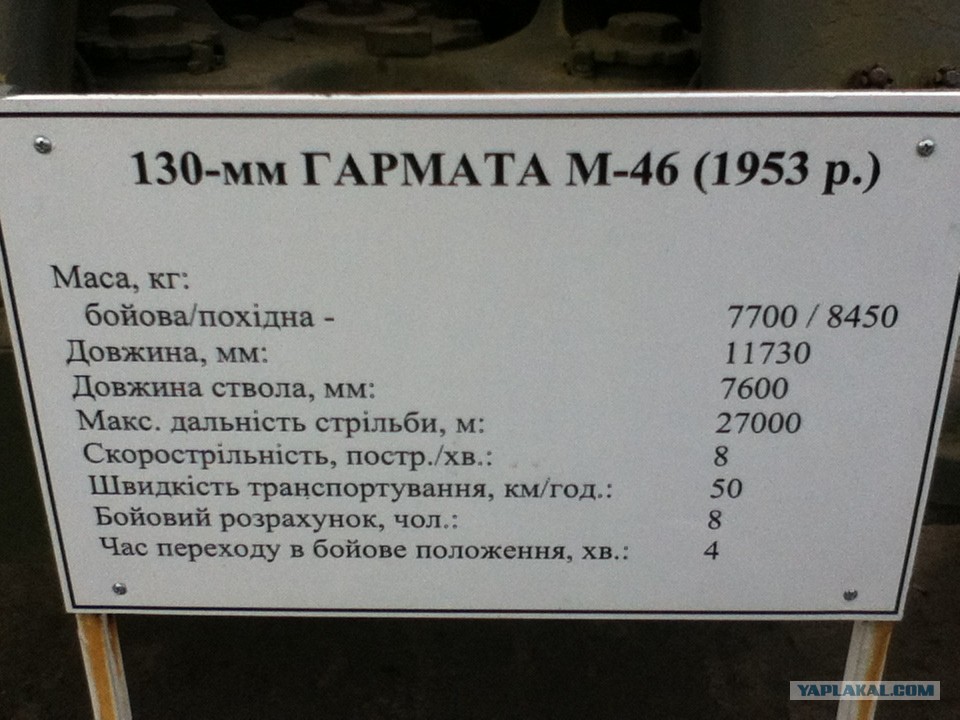 130-мм ГАРМАТА М-46 (1953 р.)
Маса, кг:
бойова/похідна - 7700 / 8450
Довжина, мм: 11730
Довжина ствола, мм: 7600
Макс. дальність стрільби, м: 27000
Скорострільність, постр./хв.: 8
Швидкість транспортування, км/год.: 50
Бойовий розрахунок, чол.: 8
Час переходу в бойове положення, хв.: 4
YAPLAKAL.COM